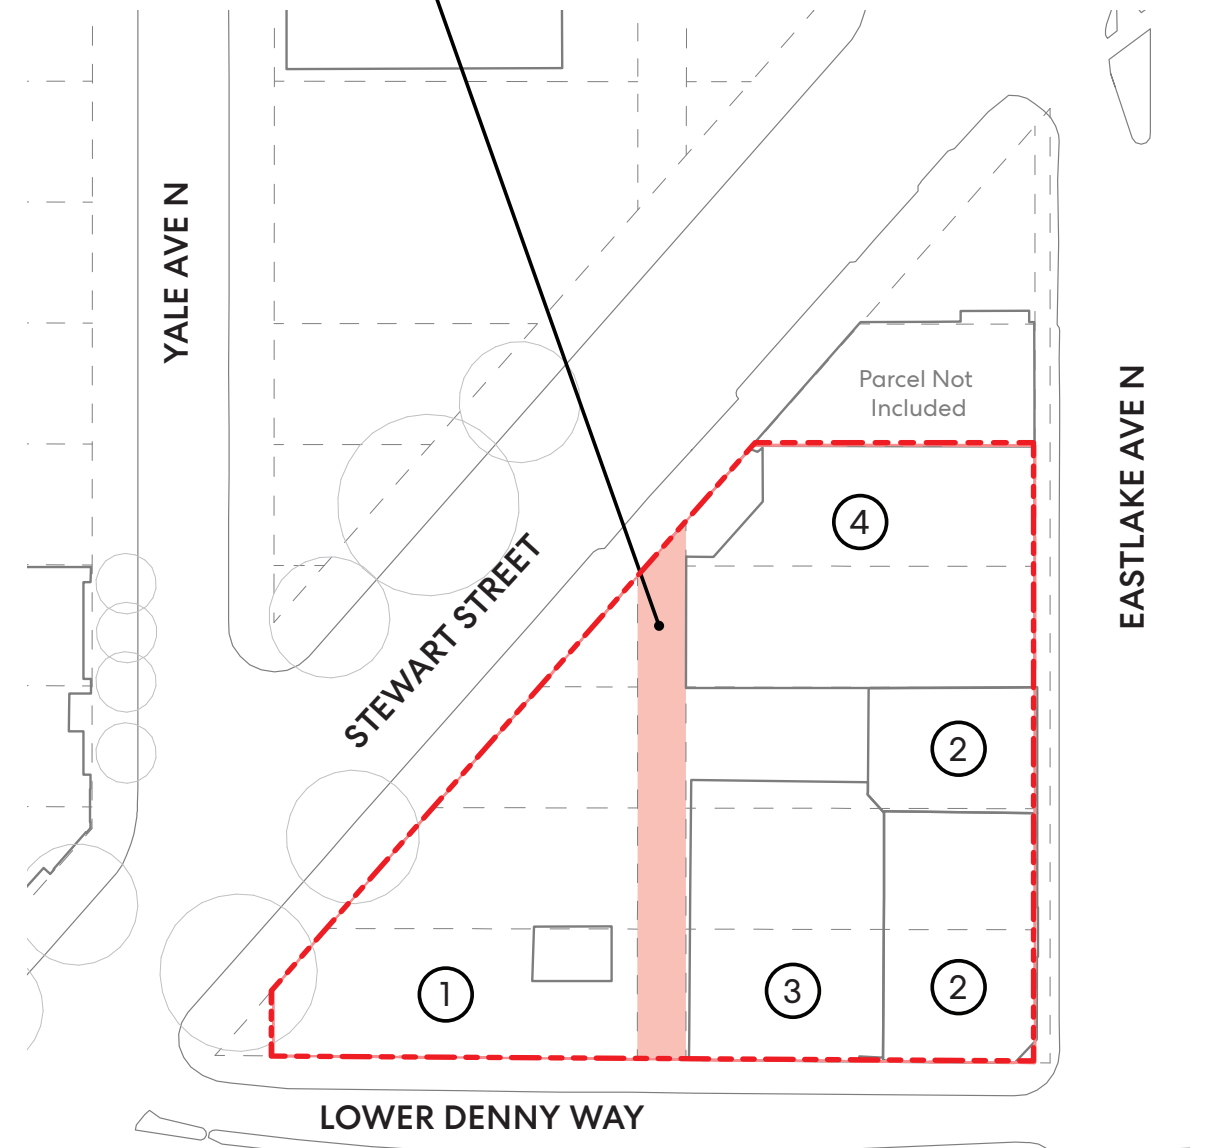 YALE AVE N
Parcel Not
Included
EASTLAKE AVE N
4
STEWART STREET
2
1
3
2
LOWER DENNY WAY